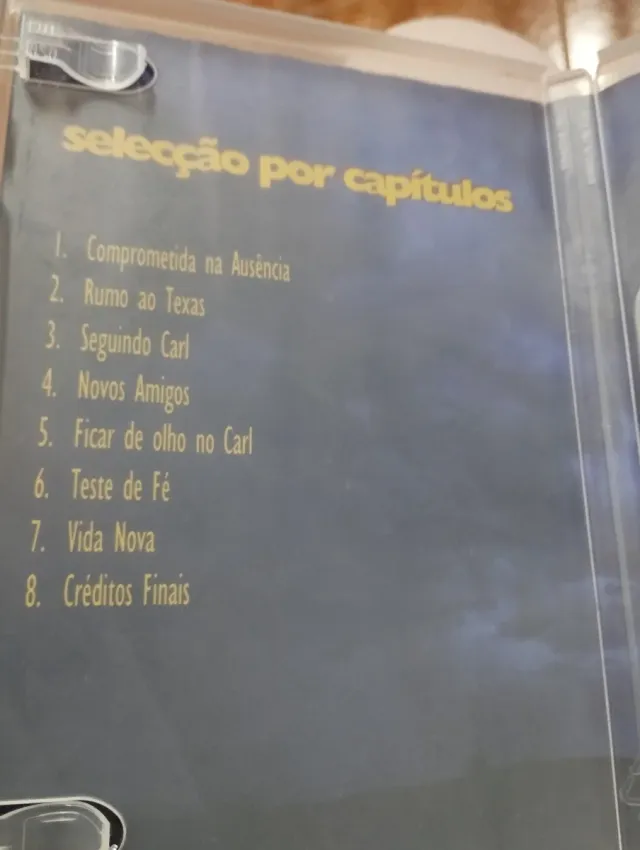 selecção por capítulos
1. Comprometida na Ausência
2. Rumo ao Texas
3. Seguindo Carl
4. Novos Amigos
5. Ficar de olho no Carl
6. Teste de Fé
7. Vida Nova
8. Créditos Finais